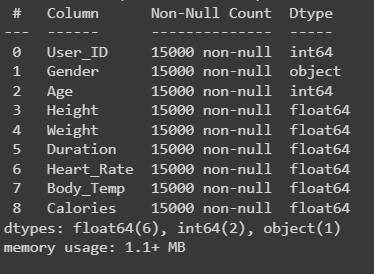 #   Column      Non-Null Count  Dtype
---  ------      --------------  -----
0   User_ID     15000 non-null  int64
1   Gender      15000 non-null  object
2   Age         15000 non-null  int64
3   Height      15000 non-null  float64
4   Weight      15000 non-null  float64
5   Duration    15000 non-null  float64
6   Heart_Rate  15000 non-null  float64
7   Body_Temp   15000 non-null  float64
8   Calories    15000 non-null  float64
dtypes: float64(6), int64(2), object(1)
memory usage: 1.1+ MB